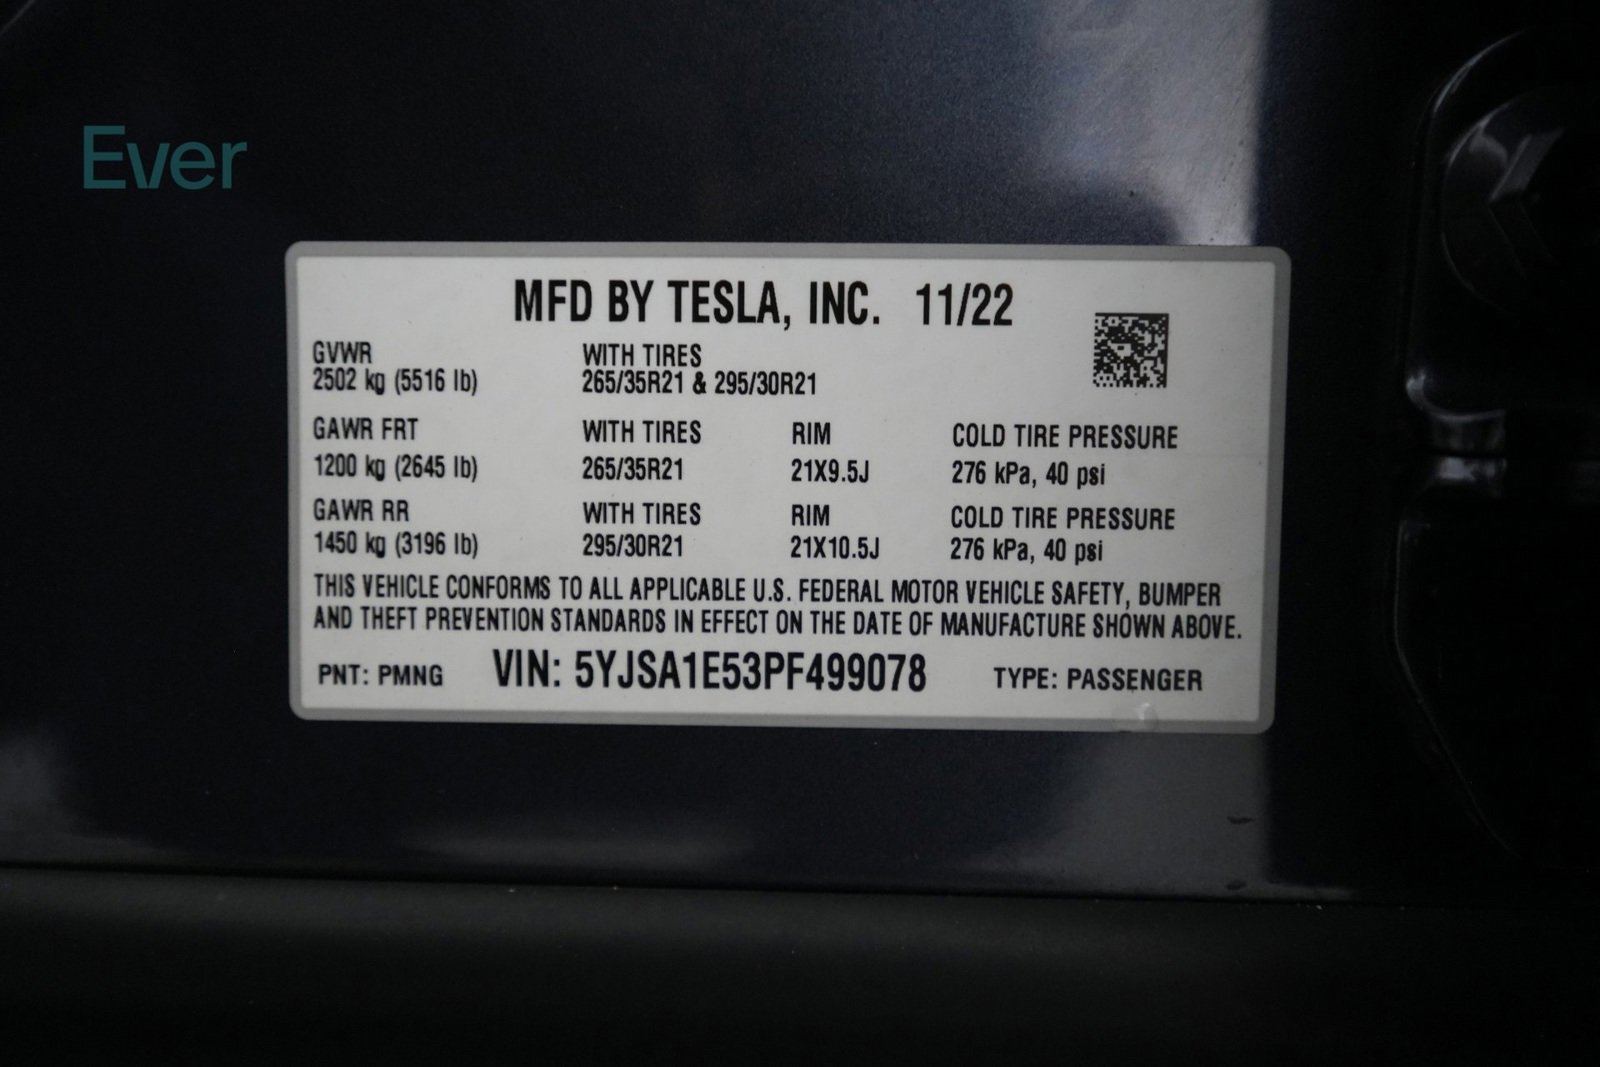 Ever
MFD BY TESLA, INC. 11/22
GVWR WITH TIRES
2502 kg (5516 lb) 265/35R21 & 295/30R21
GAWR FRT WITH TIRES RIM COLD TIRE PRESSURE
1200 kg (2645 lb) 265/35R21 21X9.5J 276 kPa, 40 psi
GAWR RR WITH TIRES RIM COLD TIRE PRESSURE
1450 kg (3196 lb) 295/30R21 21X10.5J 276 kPa, 40 psi
THIS VEHICLE CONFORMS TO ALL APPLICABLE U.S. FEDERAL MOTOR VEHICLE SAFETY, BUMPER
AND THEFT PREVENTION STANDARDS IN EFFECT ON THE DATE OF MANUFACTURE SHOWN ABOVE.
PNT: PMNG VIN: 5YJSA1E53PF499078 TYPE: PASSENGER